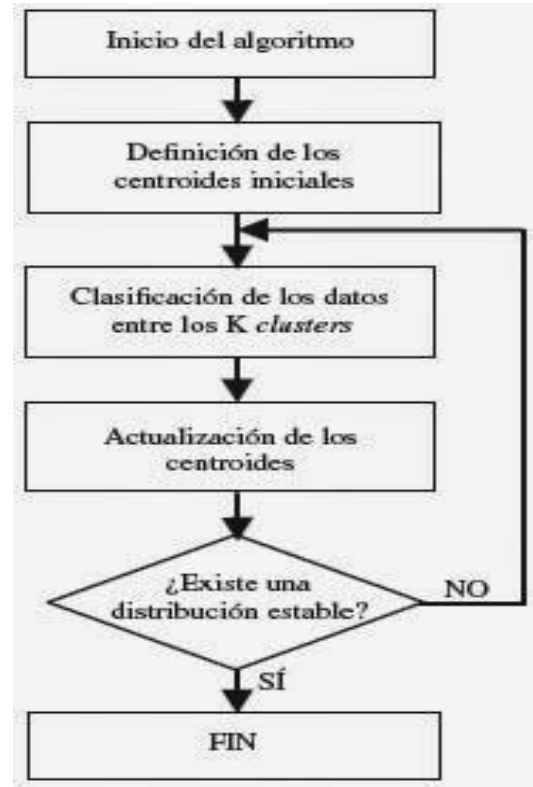 Inicio del algoritmo
Definición de los
centroides iniciales
Clasificación de los datos
entre los K clusters
Actualización de los
centroides
¿Existe una
distribución estable?
NO
SÍ
FIN